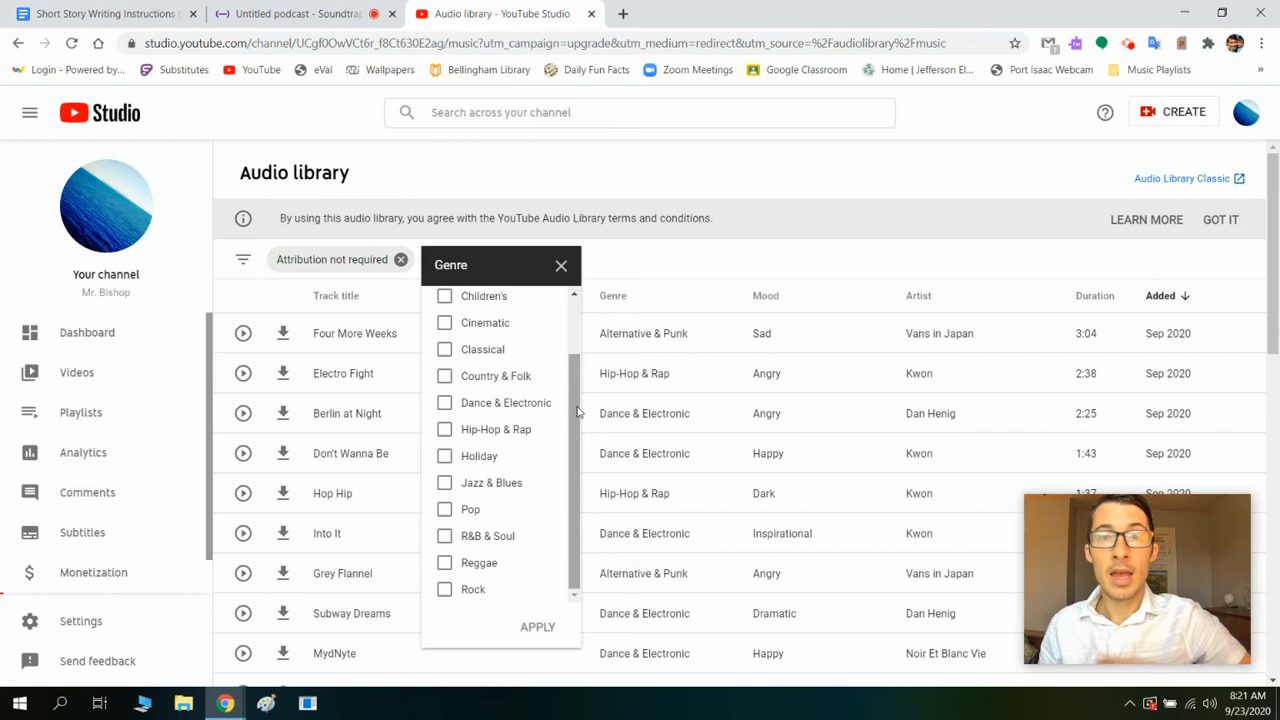 Short Story Writing Instructions
Untitled podcast - Soundtrap
Audio library - YouTube Studio
studio.youtube.com/channel/UCgf0OwVCt6r_f8Ct630E2ag/music?utm_campaign=upgrade&utm_medium=redirect&utm_source=%2Faudiolibrary%2Fmusic
Login - Powered by... Substitutes YouTube eVal Wallpapers Bellingham Library Daily Fun Facts Zoom Meetings Google Classroom Home | Jefferson El... Port Isaac Webcam Music Playlists »
Studio
Search across your channel
CREATE
Audio library
Audio Library Classic
By using this audio library, you agree with the YouTube Audio Library terms and conditions.
LEARN MORE GOT IT
Attribution not required
Genre
Children's
Cinematic
Classical
Country & Folk
Dance & Electronic
Hip-Hop & Rap
Holiday
Jazz & Blues
Pop
R&B & Soul
Reggae
Rock
APPLY
Your channel
Mr. Bishop
Dashboard
Videos
Playlists
Analytics
Comments
Subtitles
Monetization
Settings
Send feedback
Track title Genre Mood Artist Duration Added
Four More Weeks Alternative & Punk Sad Vans in Japan 3:04 Sep 2020
Electro Fight Hip-Hop & Rap Angry Kwon 2:38 Sep 2020
Berlin at Night Dance & Electronic Angry Dan Henig 2:25 Sep 2020
Don't Wanna Be Dance & Electronic Happy Kwon 1:43 Sep 2020
Hop Hip Hip-Hop & Rap Dark Kwon 1:37 Sep 2020
Into It Dance & Electronic Inspirational Kwon
Grey Flannel Alternative & Punk Angry Vans in Japan
Subway Dreams Dance & Electronic Dramatic Dan Henig
MydNyte Dance & Electronic Happy Noir Et Blanc Vie
8:21 AM
9/23/2020